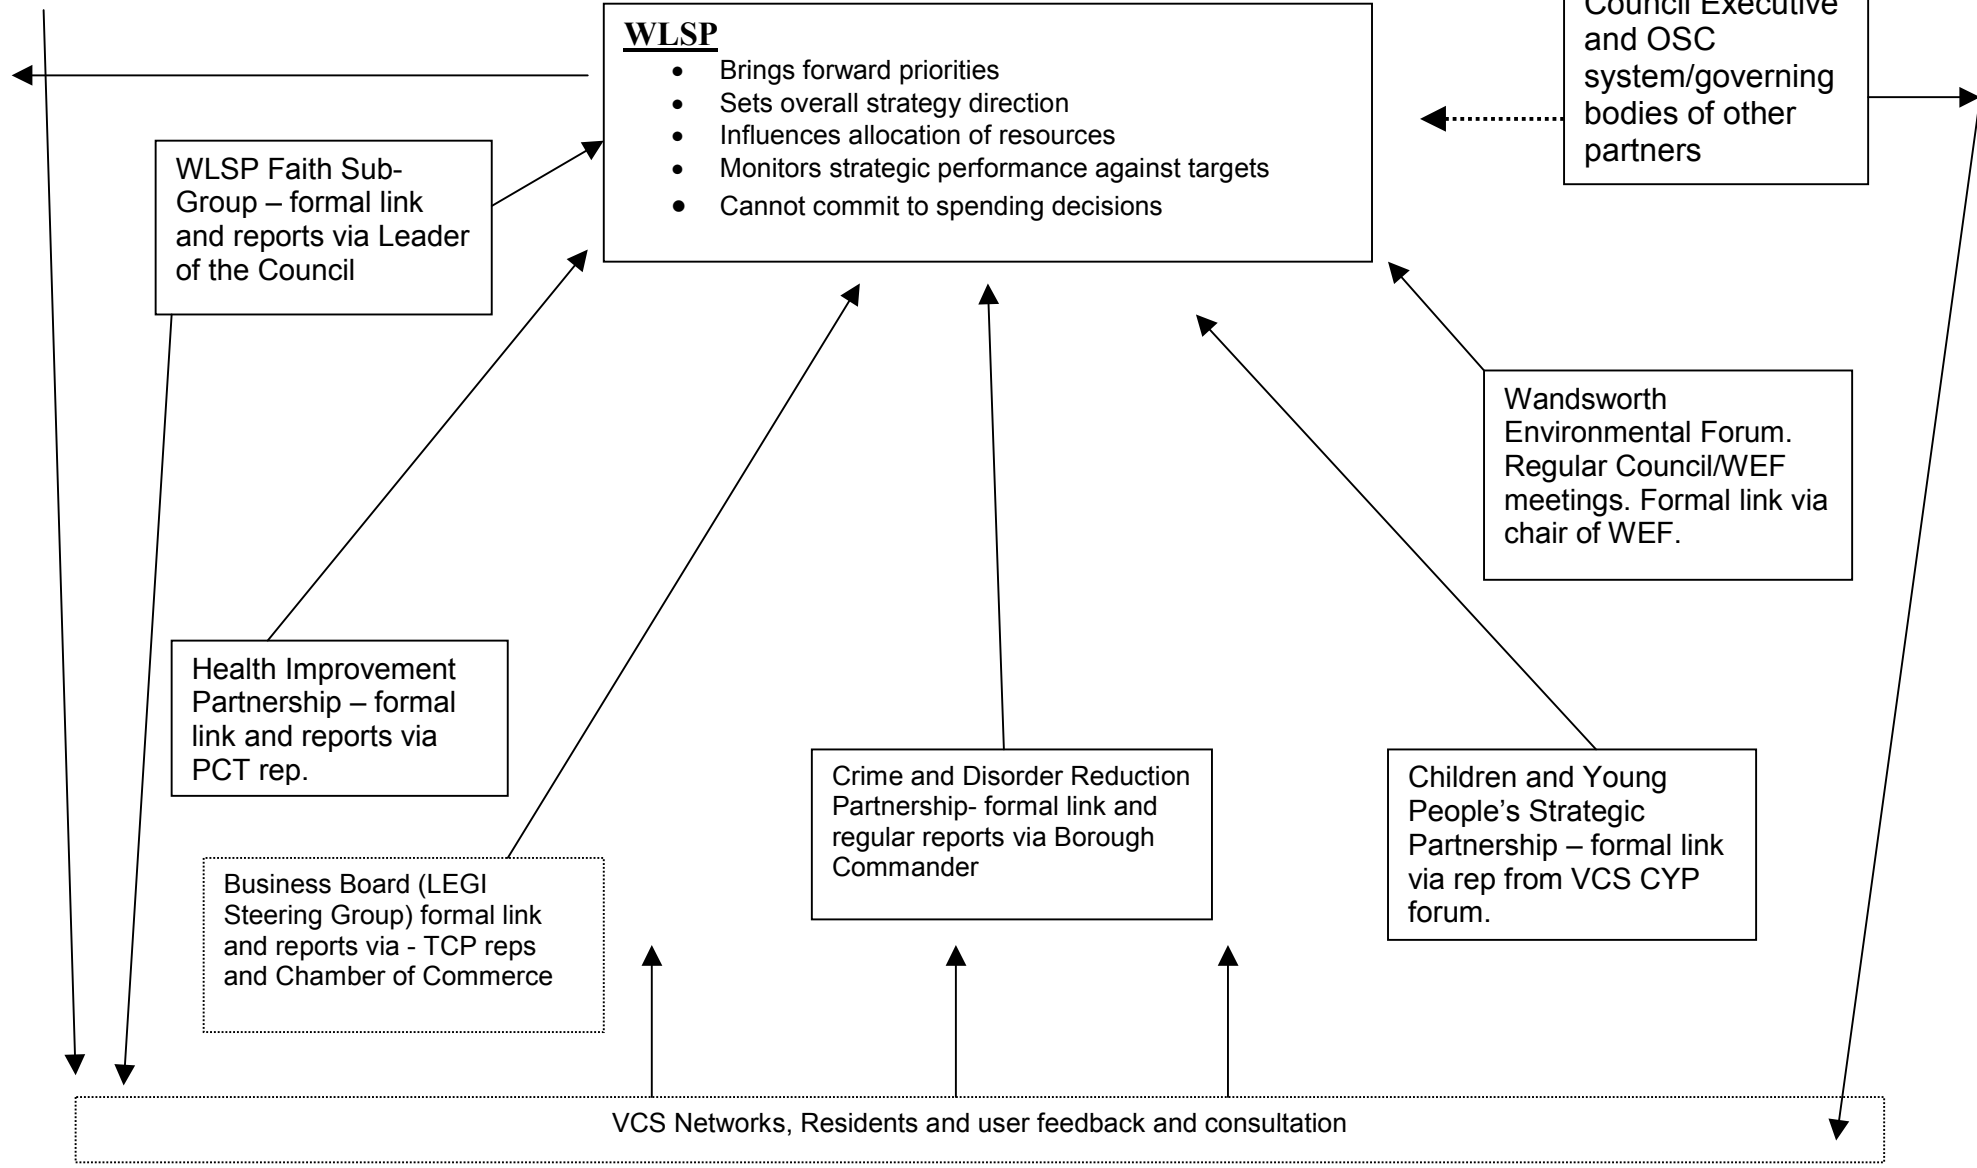 Council Executive
and OSC
system/governing
bodies of other
partners
WLSP
• Brings forward priorities
• Sets overall strategy direction
• Influences allocation of resources
• Monitors strategic performance against targets
• Cannot commit to spending decisions
WLSP Faith Sub-
Group – formal link
and reports via Leader
of the Council
Wandsworth
Environmental Forum.
Regular Council/WEF
meetings. Formal link via
chair of WEF.
Health Improvement
Partnership – formal
link and reports via
PCT rep.
Crime and Disorder Reduction
Partnership- formal link and
regular reports via Borough
Commander
Children and Young
People’s Strategic
Partnership – formal link
via rep from VCS CYP
forum.
Business Board (LEGI
Steering Group) formal link
and reports via - TCP reps
and Chamber of Commerce
VCS Networks, Residents and user feedback and consultation